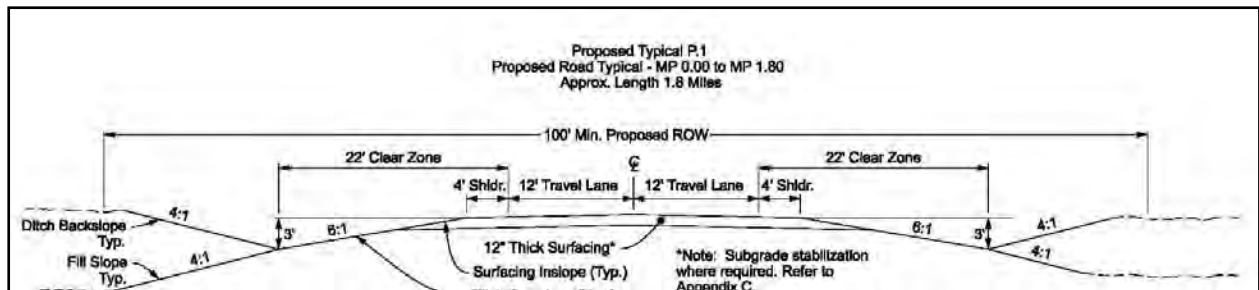 Proposed Typical P.1
Proposed Road Typical - MP 0.00 to MP 1.80
Approx. Length 1.8 Miles
100' Min. Proposed ROW
22' Clear Zone
℄
22' Clear Zone
4' Shldr.
12' Travel Lane
12' Travel Lane
4' Shldr.
Ditch Backslope
Typ.
4:1
3'
6:1
12" Thick Surfacing*
6:1
3'
4:1
Fill Slope
Typ.
4:1
Surfacing Inslope (Typ.)
*Note: Subgrade stabilization
where required. Refer to
Appendix C.
4:1